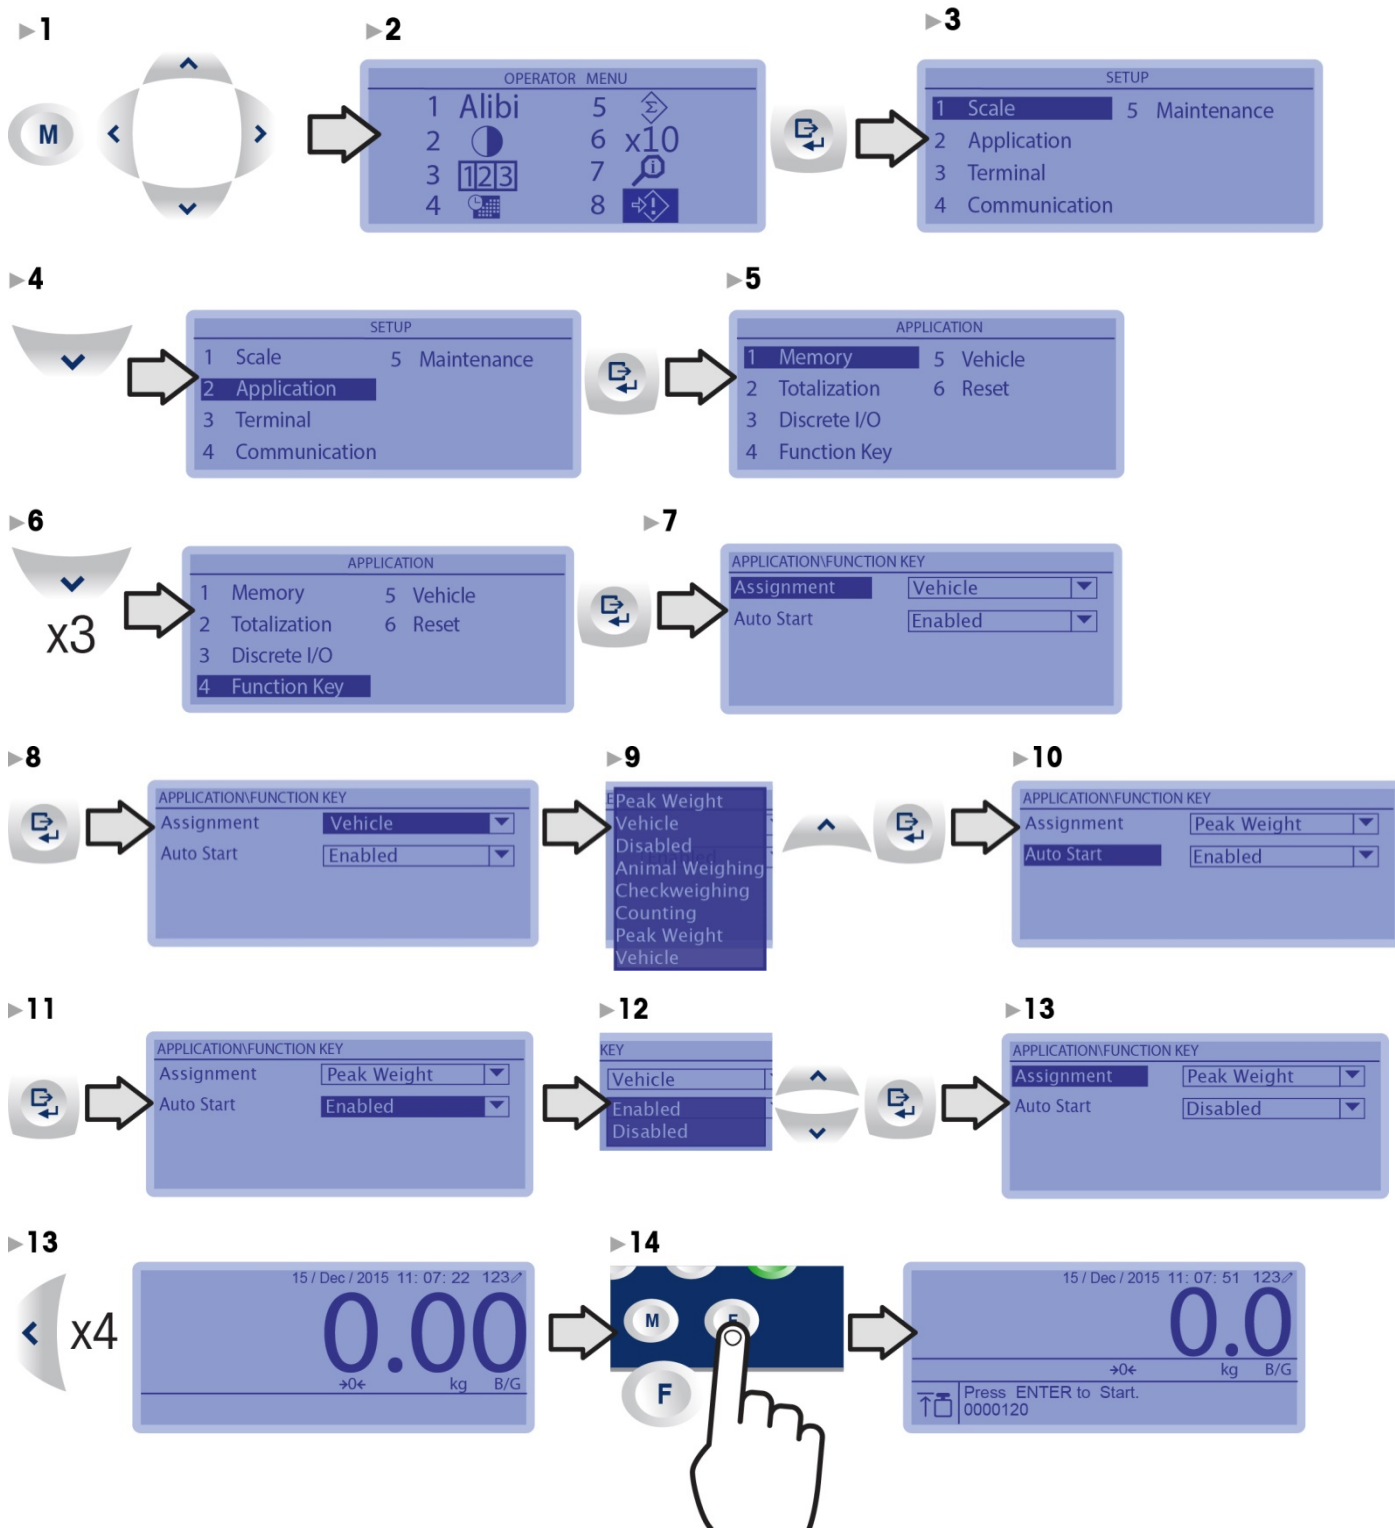 ▶1
M
▶2
OPERATOR MENU
1 Alibi 5
2 6 x10
3 123 7
4 8
▶3
SETUP
1 Scale 5 Maintenance
2 Application
3 Terminal
4 Communication
▶4
SETUP
1 Scale 5 Maintenance
2 Application
3 Terminal
4 Communication
▶5
APPLICATION
1 Memory 5 Vehicle
2 Totalization 6 Reset
3 Discrete I/O
4 Function Key
▶6
x3
APPLICATION
1 Memory 5 Vehicle
2 Totalization 6 Reset
3 Discrete I/O
4 Function Key
▶7
APPLICATION\FUNCTION KEY
Assignment Vehicle
Auto Start Enabled
▶8
APPLICATION\FUNCTION KEY
Assignment Vehicle
Auto Start Enabled
▶9
Peak Weight
Vehicle
Disabled
Animal Weighing
Checkweighing
Counting
Peak Weight
Vehicle
▶10
APPLICATION\FUNCTION KEY
Assignment Peak Weight
Auto Start Enabled
▶11
APPLICATION\FUNCTION KEY
Assignment Peak Weight
Auto Start Enabled
▶12
KEY
Vehicle
Enabled
Disabled
▶13
APPLICATION\FUNCTION KEY
Assignment Peak Weight
Auto Start Disabled
▶13
x4
15 / Dec / 2015 11: 07: 22 123
0.00
→0← kg B/G
▶14
M F
F
15 / Dec / 2015 11: 07: 51 123
0.0
→0← kg B/G
Press ENTER to Start.
0000120